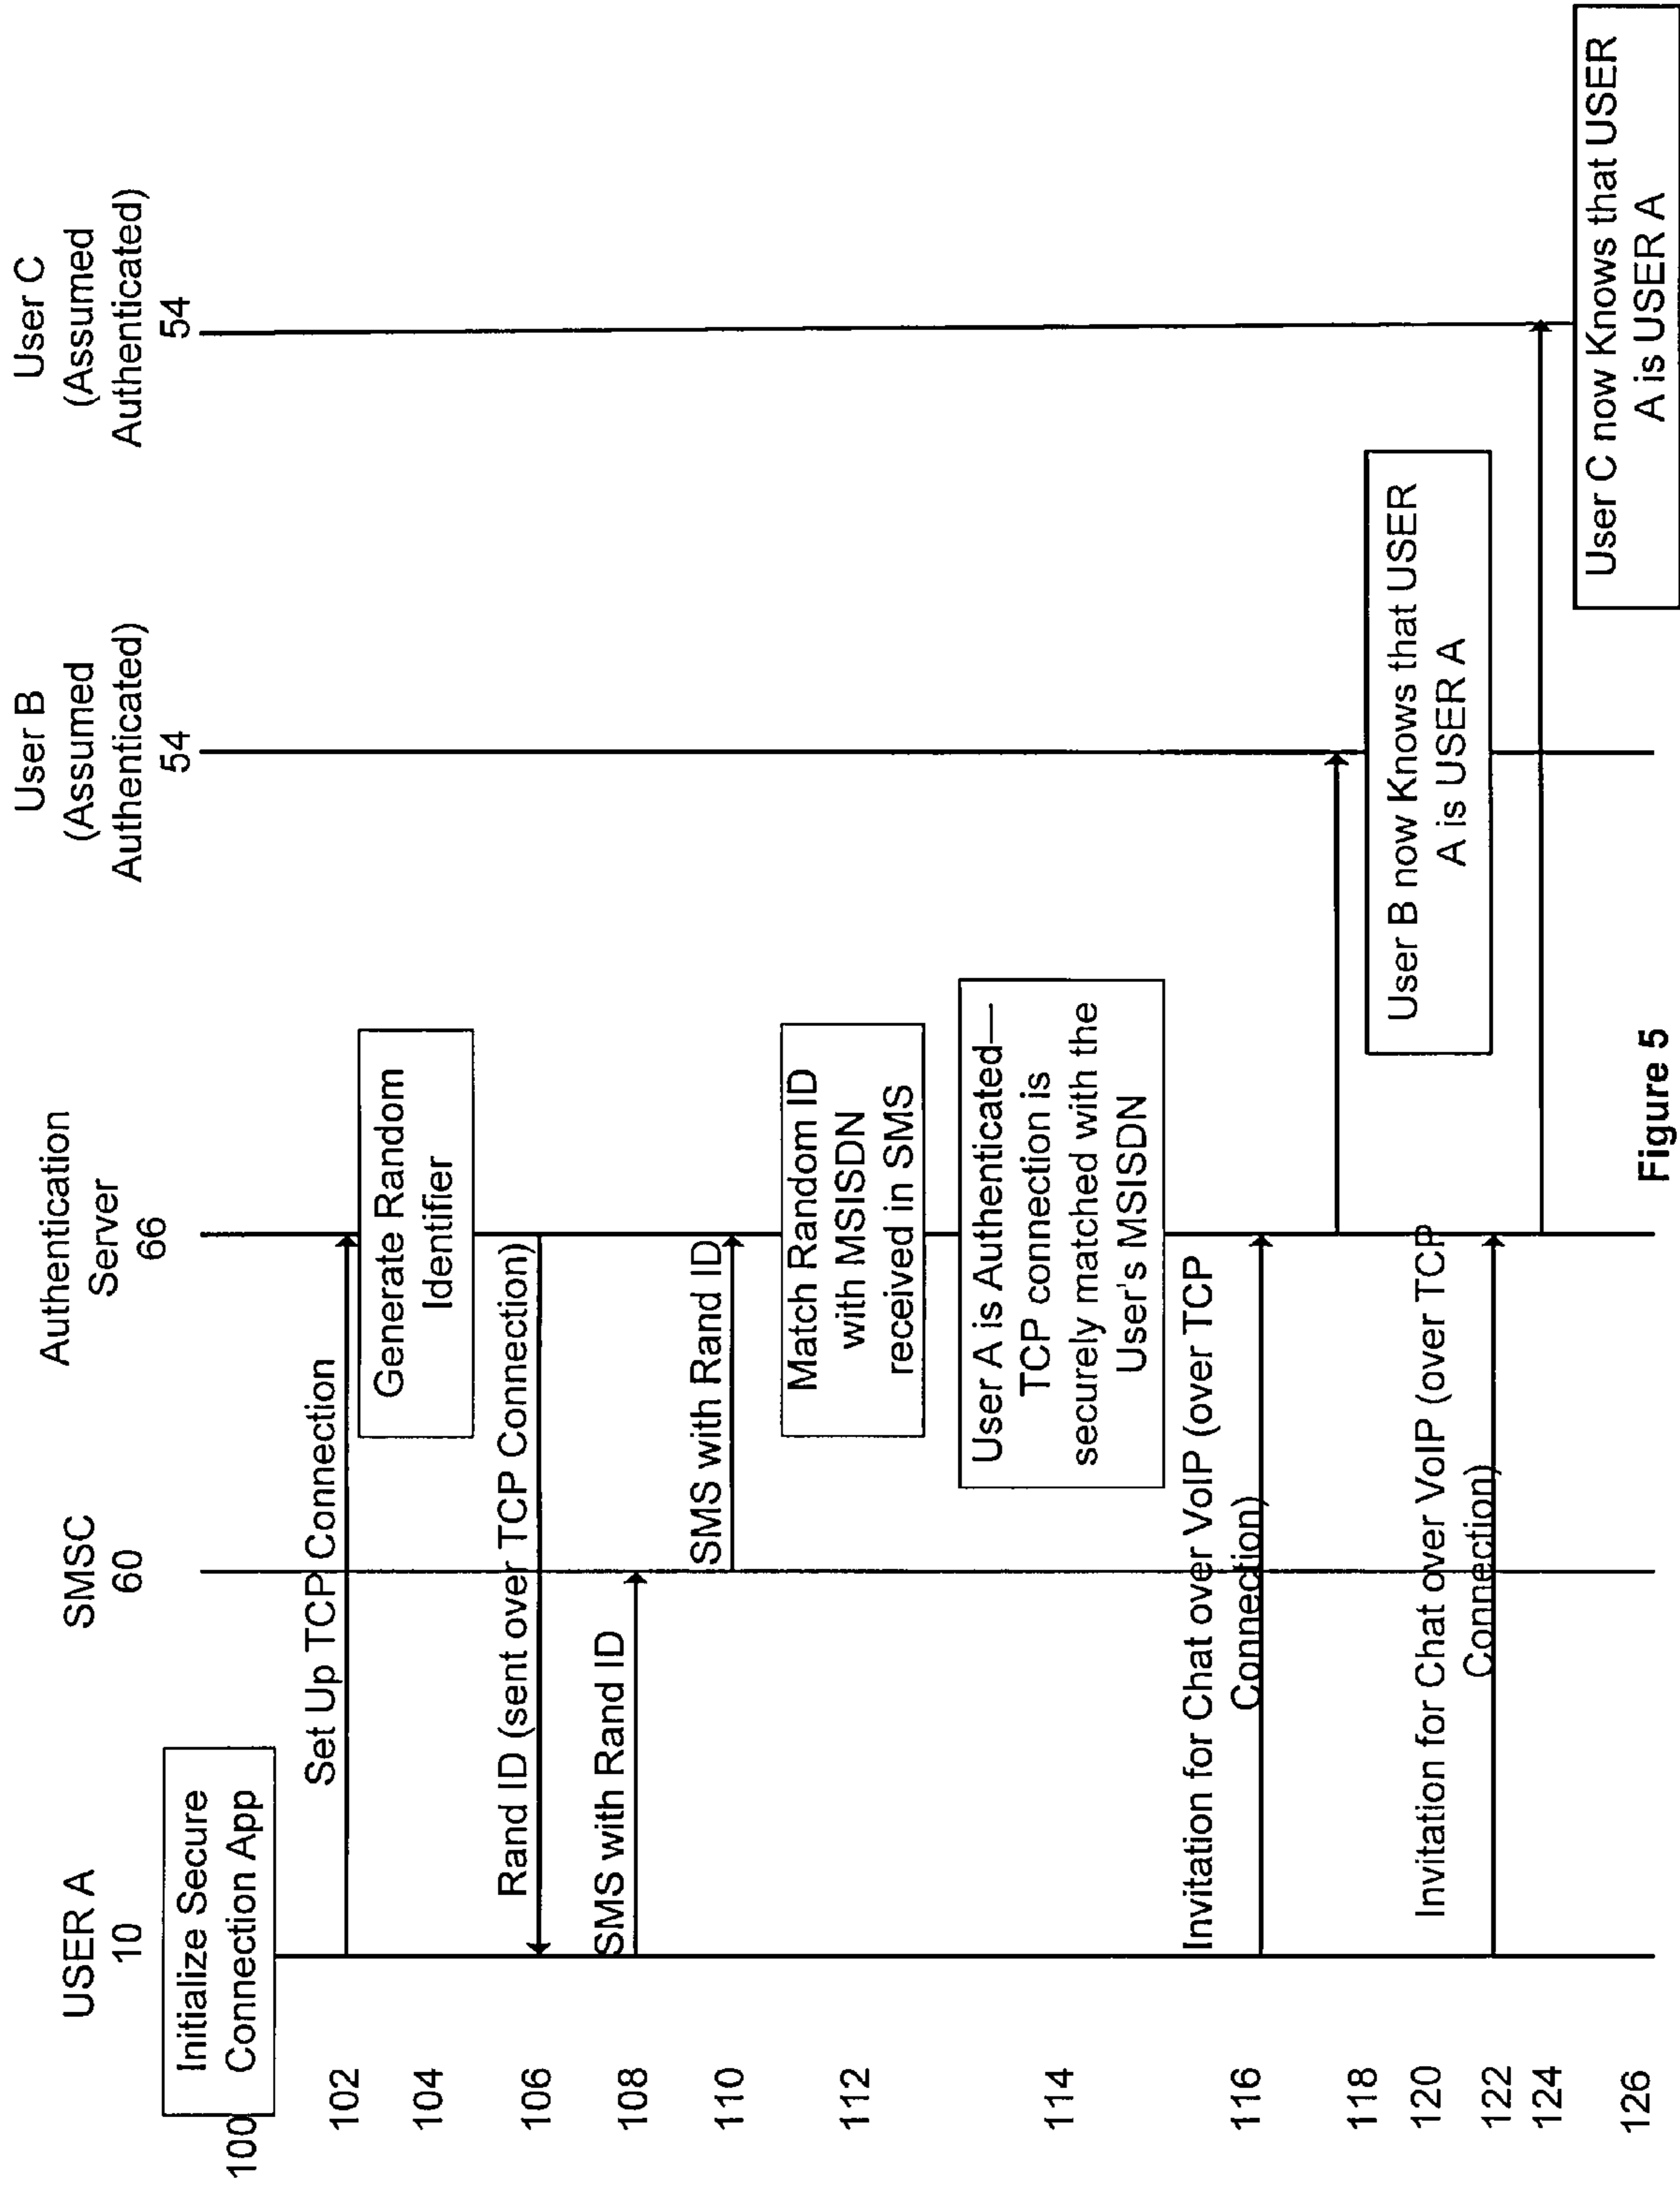 USER A
10
SMSC
60
Authentication
Server
66
User B
(Assumed
Authenticated)
54
User C
(Assumed
Authenticated)
54
100
Initialize Secure
Connection App
102
Set Up TCP Connection
104
Generate Random
Identifier
106
Rand ID (sent over TCP Connection)
108
SMS with Rand ID
110
SMS with Rand ID
112
Match Random ID
with MSISDN
received in SMS
114
User A is Authenticated—
TCP connection is
securely matched with the
User's MSISDN
116
Invitation for Chat over VoIP (over TCP
Connection)
118
120
User B now Knows that USER
A is USER A
122
Invitation for Chat over VoIP (over TCP
Connection)
124
126
User C now Knows that USER
A is USER A
Figure 5